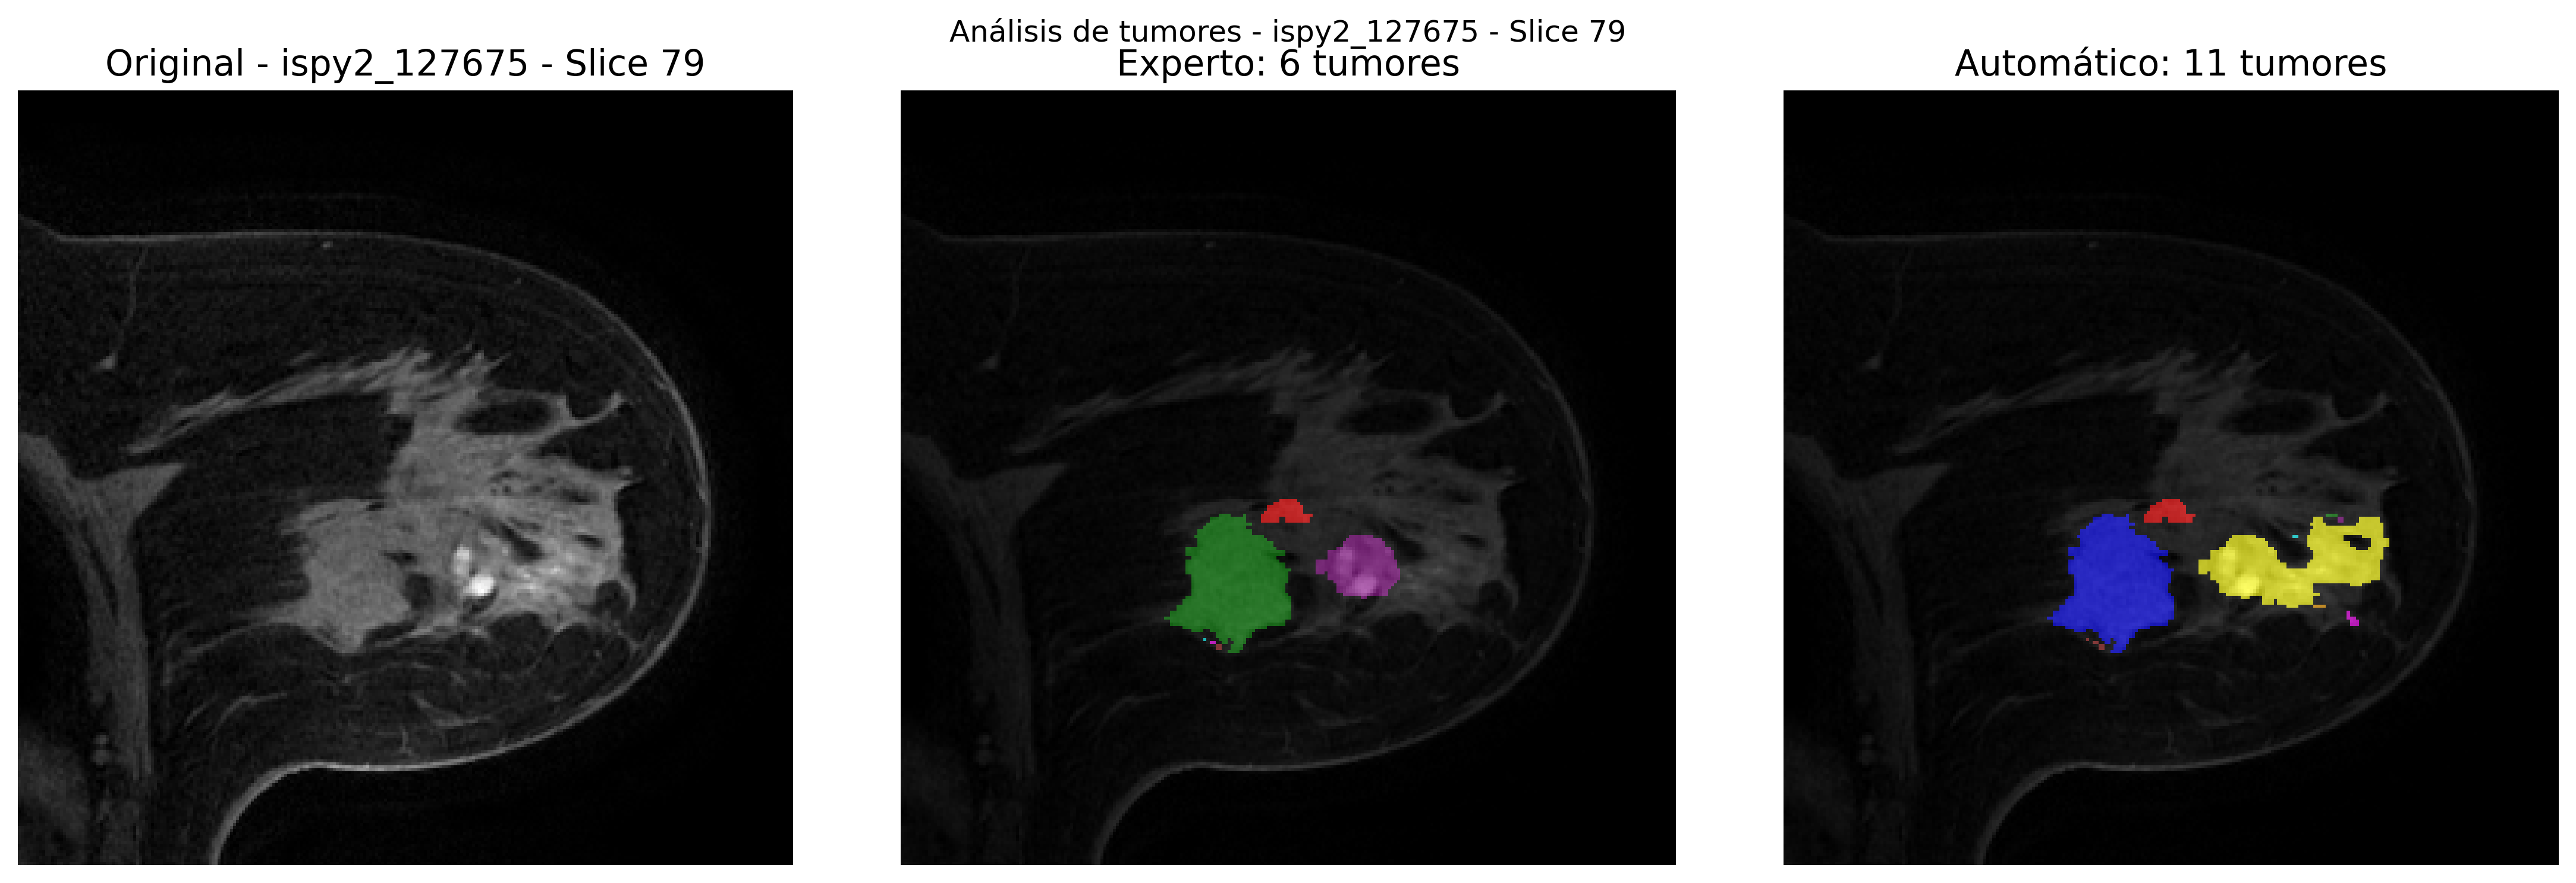 Análisis de tumores - ispy2_127675 - Slice 79
Original - ispy2_127675 - Slice 79
Experto: 6 tumores
Automático: 11 tumores